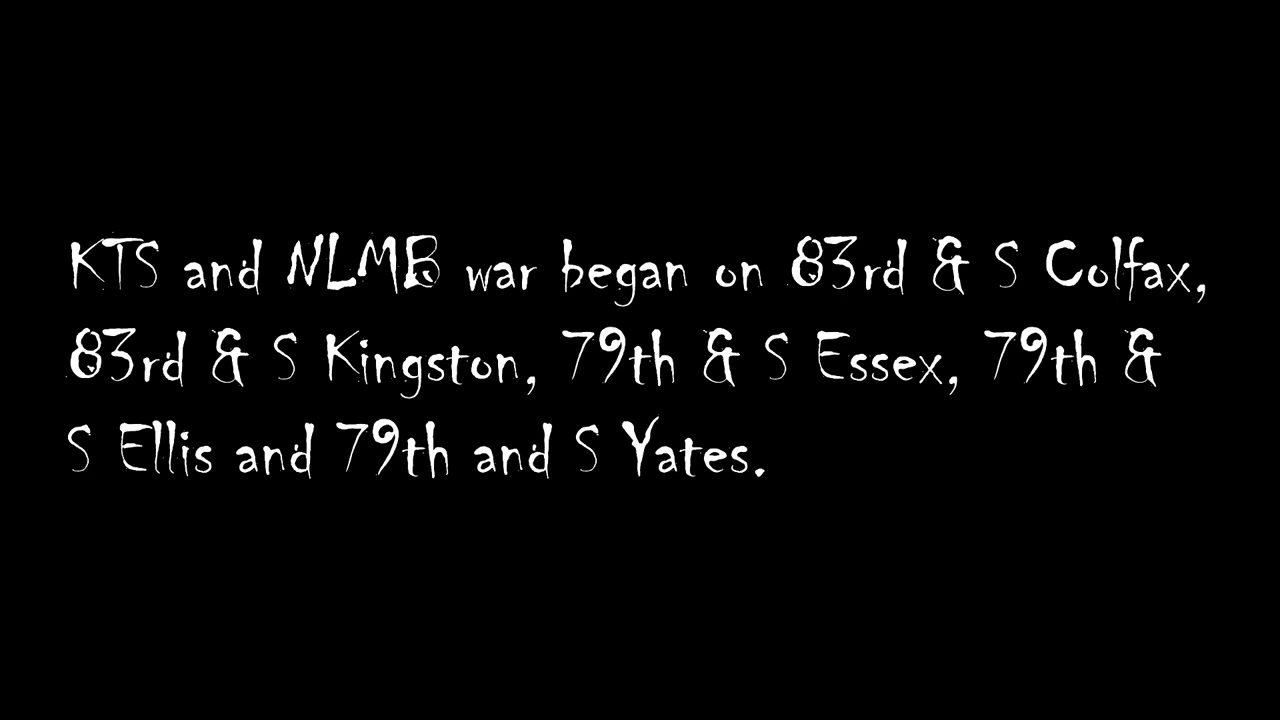 KTS and NLMB war began on 83rd & S Colfax,
83rd & S Kingston, 79th & S Essex, 79th &
S Ellis and 79th and S Yates.